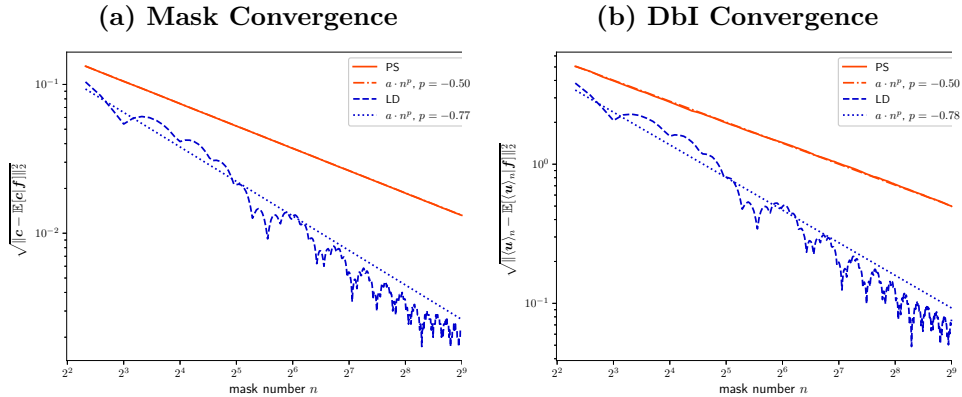 (a) Mask Convergence
(b) DbI Convergence
PS
a · n^p, p = −0.50
LD
a · n^p, p = −0.77
PS
a · n^p, p = −0.50
LD
a · n^p, p = −0.78
10^−1
10^−2
10^0
10^−1
√‖c − 𝔼[c|f]‖₂²
√‖⟨u⟩ₙ − 𝔼[⟨u⟩ₙ|f]‖₂²
2^2 2^3 2^4 2^5 2^6 2^7 2^8 2^9
2^2 2^3 2^4 2^5 2^6 2^7 2^8 2^9
mask number n
mask number n